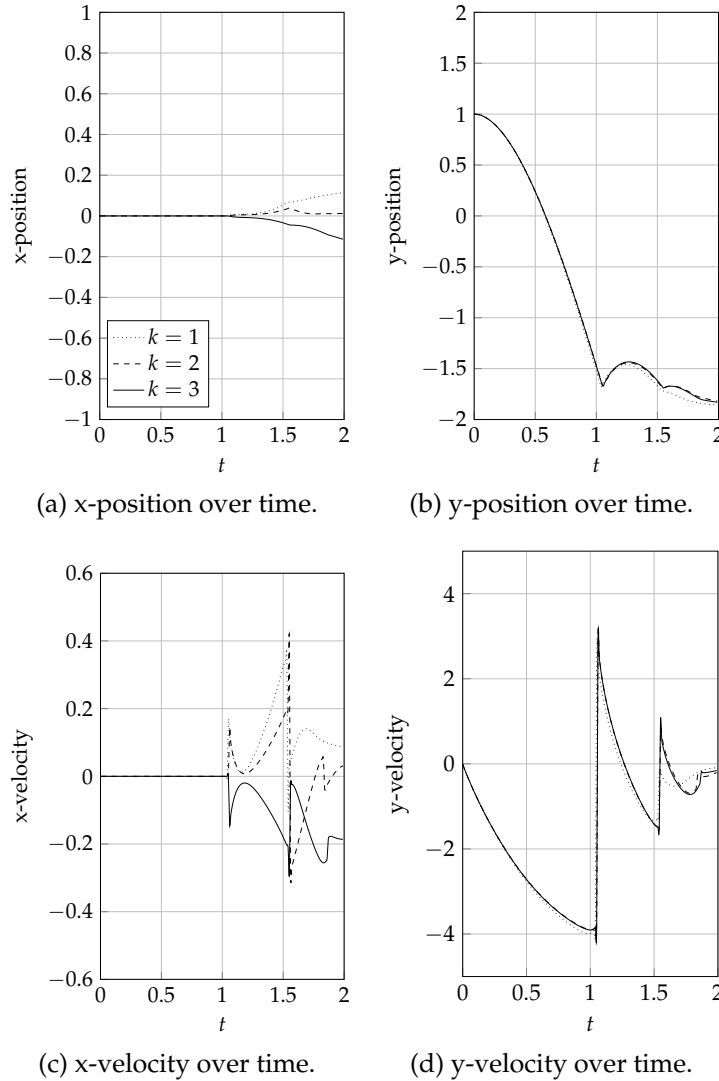 1
0.8
0.6
0.4
0.2
0
−0.2
−0.4
−0.6
−0.8
−1
x-position
k = 1
k = 2
k = 3
0 0.5 1 1.5 2
t
(a) x-position over time.
2
1.5
1
0.5
0
−0.5
−1
−1.5
−2
y-position
0 0.5 1 1.5 2
t
(b) y-position over time.
0.6
0.4
0.2
0
−0.2
−0.4
−0.6
x-velocity
0 0.5 1 1.5 2
t
(c) x-velocity over time.
4
2
0
−2
−4
y-velocity
0 0.5 1 1.5 2
t
(d) y-velocity over time.